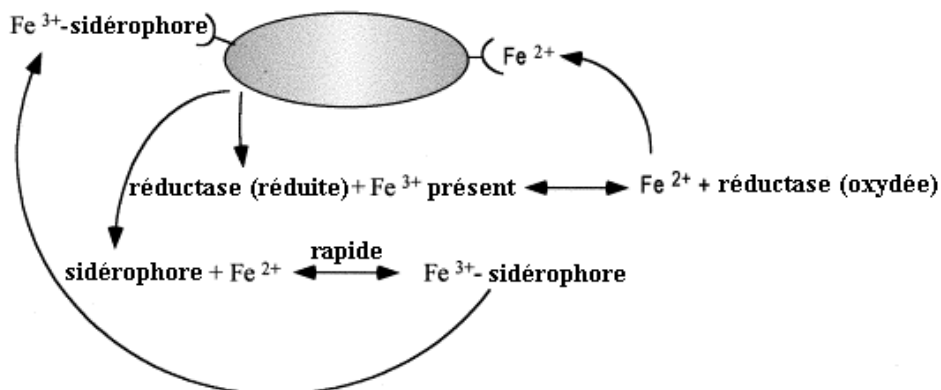 Fe 3+-sidérophore
Fe 2+
réductase (réduite) + Fe 3+ présent
Fe 2+ + réductase (oxydée)
rapide
sidérophore + Fe 2+
Fe 3+- sidérophore